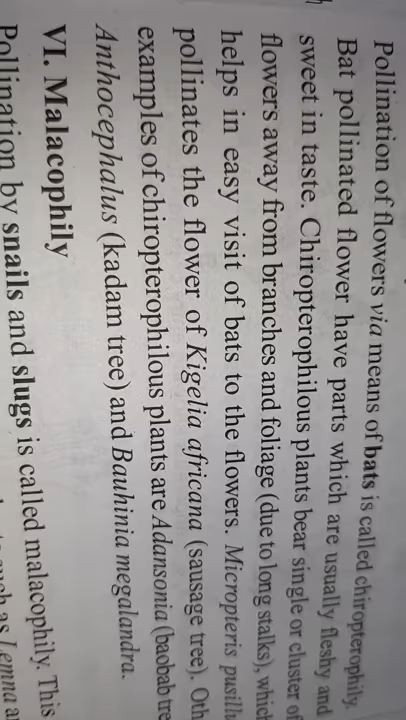 Pollination of flowers via means of bats is called chiropterophily.
Bat pollinated flower have parts which are usually fleshy and
sweet in taste. Chiropterophilous plants bear single or cluster of
flowers away from branches and foliage (due to long stalks), which
helps in easy visit of bats to the flowers. Micropteris pusill
pollinates the flower of Kigelia africana (sausage tree). Oth
examples of chiropterophilous plants are Adansonia (baobab tre
Anthocephalus (kadam tree) and Bauhinia megalandra.
VI. Malacophily
Pollination by snails and slugs is called malacophily. This
such as Lemna